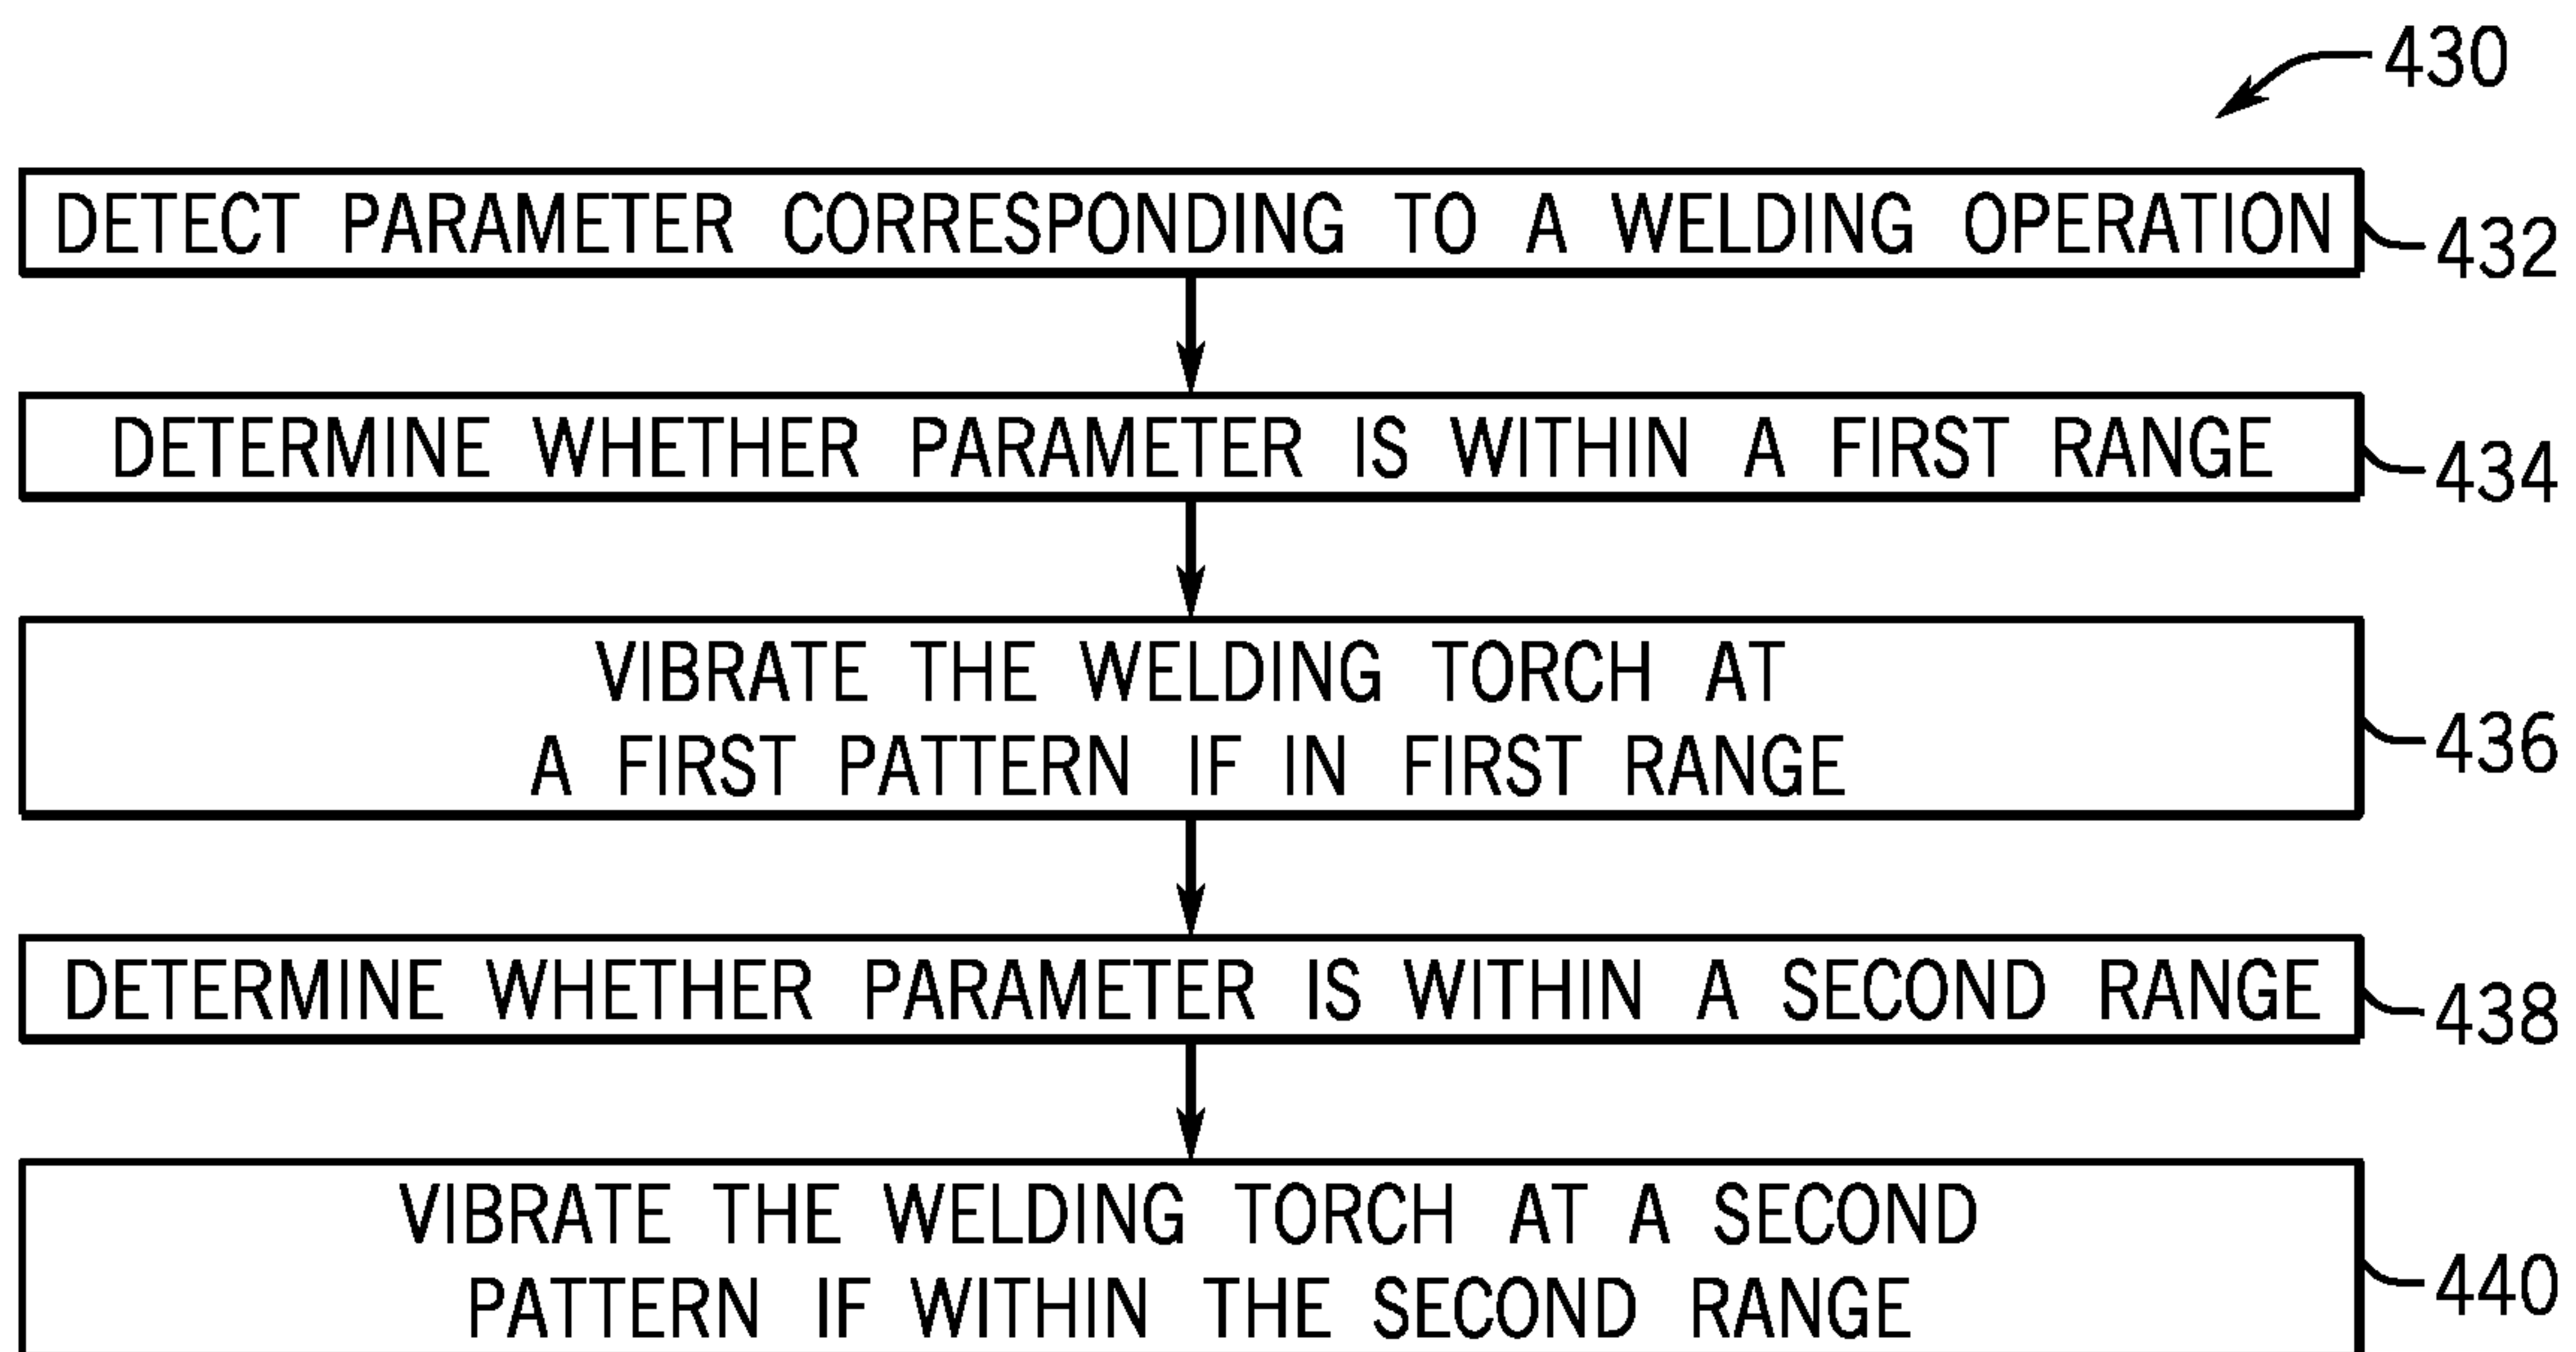 430
DETECT PARAMETER CORRESPONDING TO A WELDING OPERATION
432
DETERMINE WHETHER PARAMETER IS WITHIN A FIRST RANGE
434
VIBRATE THE WELDING TORCH AT
A FIRST PATTERN IF IN FIRST RANGE
436
DETERMINE WHETHER PARAMETER IS WITHIN A SECOND RANGE
438
VIBRATE THE WELDING TORCH AT A SECOND
PATTERN IF WITHIN THE SECOND RANGE
440